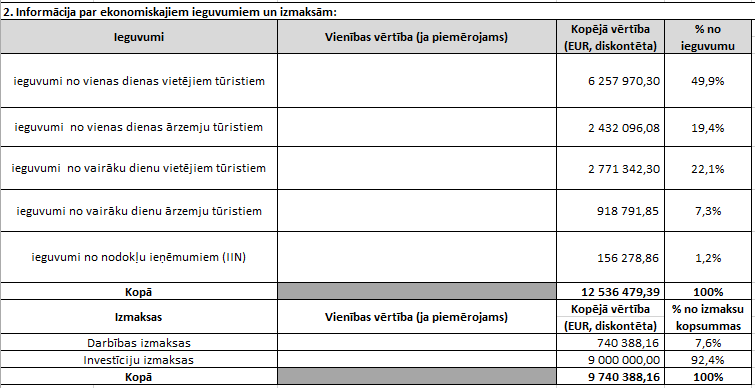 2. Informācija par ekonomiskajiem ieguvumiem un izmaksām:
Ieguvumi Vienības vērtība (ja piemērojams) Kopējā vērtība (EUR, diskontēta) % no ieguvumu
ieguvumi no vienas dienas vietējiem tūristiem 6 257 970,30 49,9%
ieguvumi no vienas dienas ārzemju tūristiem 2 432 096,08 19,4%
ieguvumi no vairāku dienu vietējiem tūristiem 2 771 342,30 22,1%
ieguvumi no vairāku dienu ārzemju tūristiem 918 791,85 7,3%
ieguvumi no nodokļu ieņēmumiem (IIN) 156 278,86 1,2%
Kopā 12 536 479,39 100%
Izmaksas Vienības vērtība (ja piemērojams) Kopējā vērtība (EUR, diskontēta) % no izmaksu kopsummas
Darbības izmaksas 740 388,16 7,6%
Investīciju izmaksas 9 000 000,00 92,4%
Kopā 9 740 388,16 100%